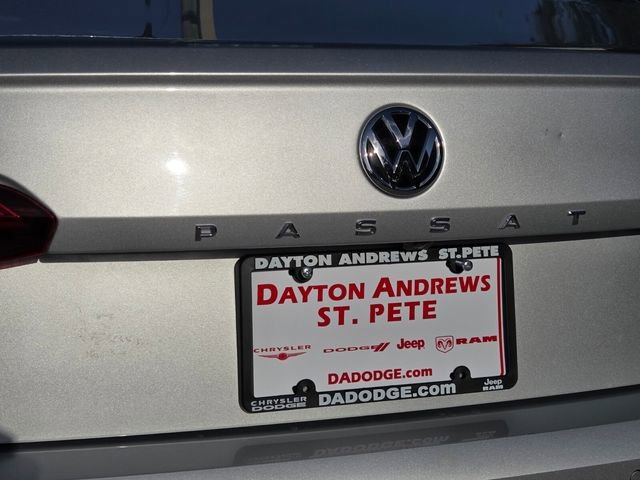 PASSAT
DAYTON ANDREWS ST. PETE
DAYTON ANDREWS
ST. PETE
CHRYSLER DODGE Jeep RAM
DADODGE.com
CHRYSLER DODGE DADODGE.com Jeep RAM